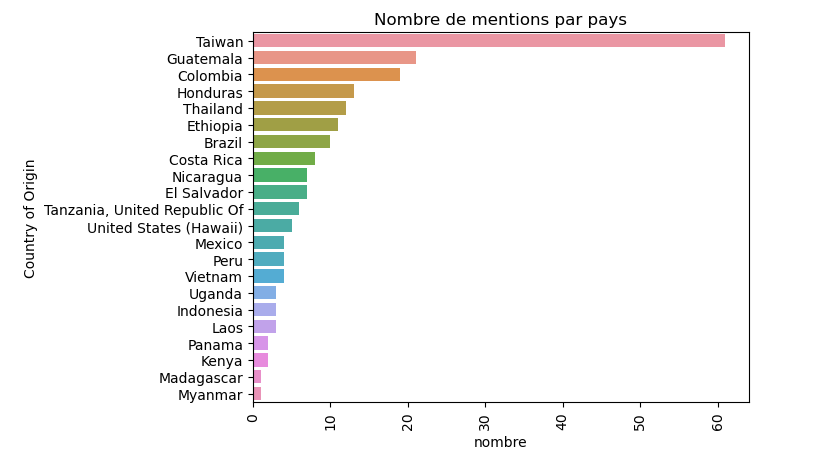 Nombre de mentions par pays
Taiwan
Guatemala
Colombia
Honduras
Thailand
Ethiopia
Brazil
Costa Rica
Nicaragua
El Salvador
Tanzania, United Republic Of
United States (Hawaii)
Mexico
Peru
Vietnam
Uganda
Indonesia
Laos
Panama
Kenya
Madagascar
Myanmar
Country of Origin
0 10 20 30 40 50 60
nombre